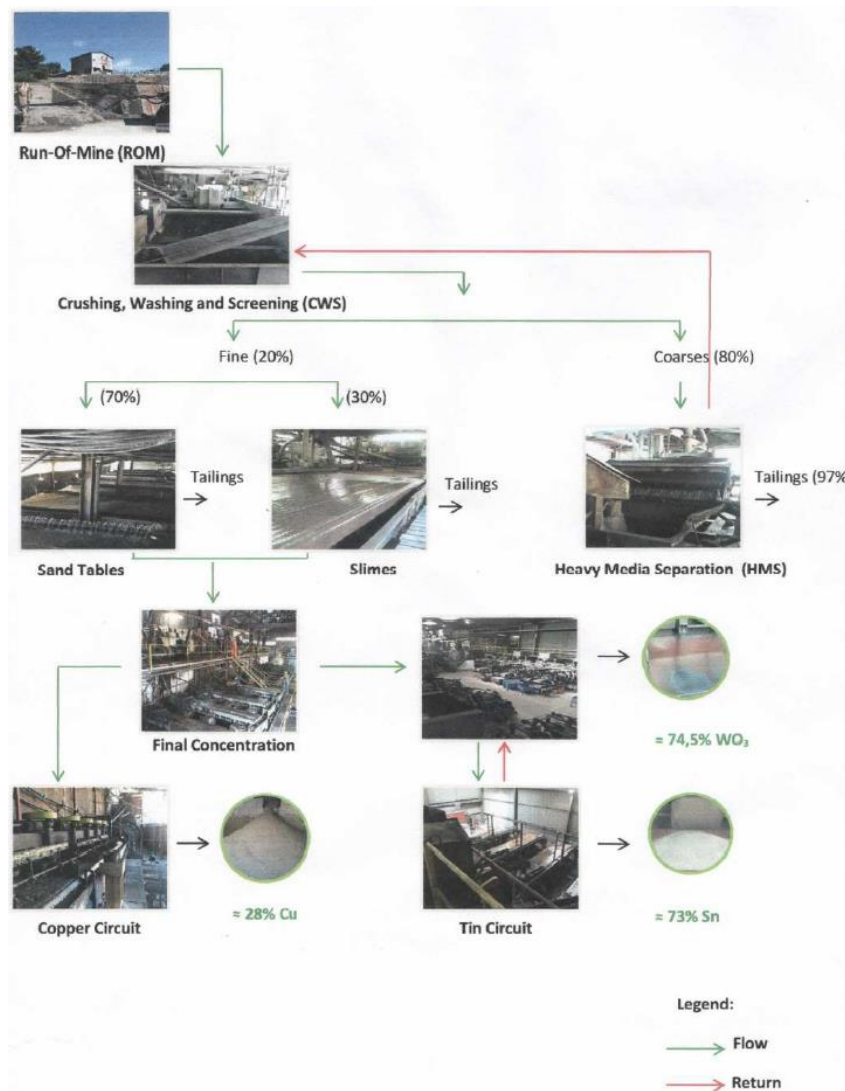 Run-Of-Mine (ROM)
Crushing, Washing and Screening (CWS)
Fine (20%)
Coarses (80%)
(70%)
(30%)
Tailings
Tailings
Tailings (97%
Sand Tables
Slimes
Heavy Media Separation (HMS)
Final Concentration
≈ 74,5% WO₃
Copper Circuit
≈ 28% Cu
Tin Circuit
≈ 73% Sn
Legend:
Flow
Return